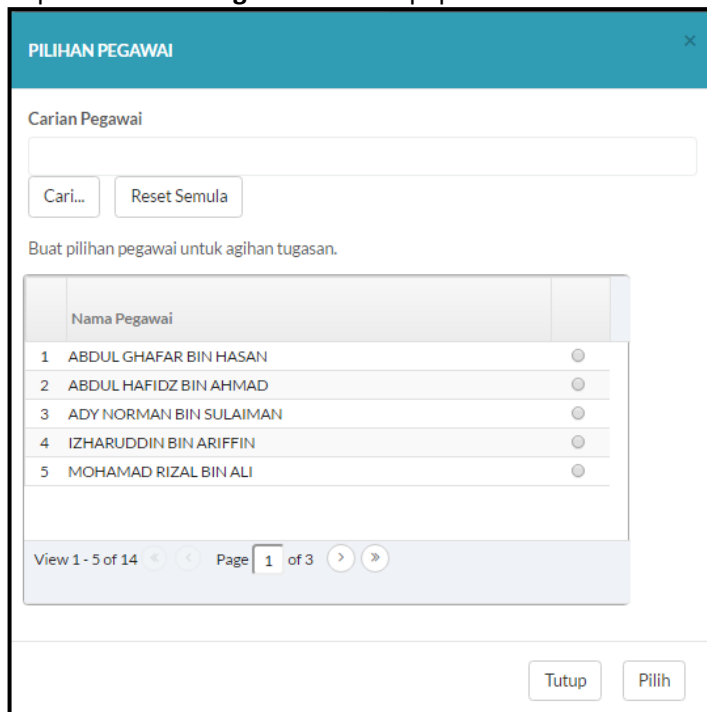 PILIHAN PEGAWAI
×
Carian Pegawai
Cari... Reset Semula
Buat pilihan pegawai untuk agihan tugasan.
Nama Pegawai
1 ABDUL GHAFAR BIN HASAN
2 ABDUL HAFIDZ BIN AHMAD
3 ADY NORMAN BIN SULAIMAN
4 IZHARUDDIN BIN ARIFFIN
5 MOHAMAD RIZAL BIN ALI
View 1 - 5 of 14 « ‹ Page 1 of 3 › »
Tutup Pilih